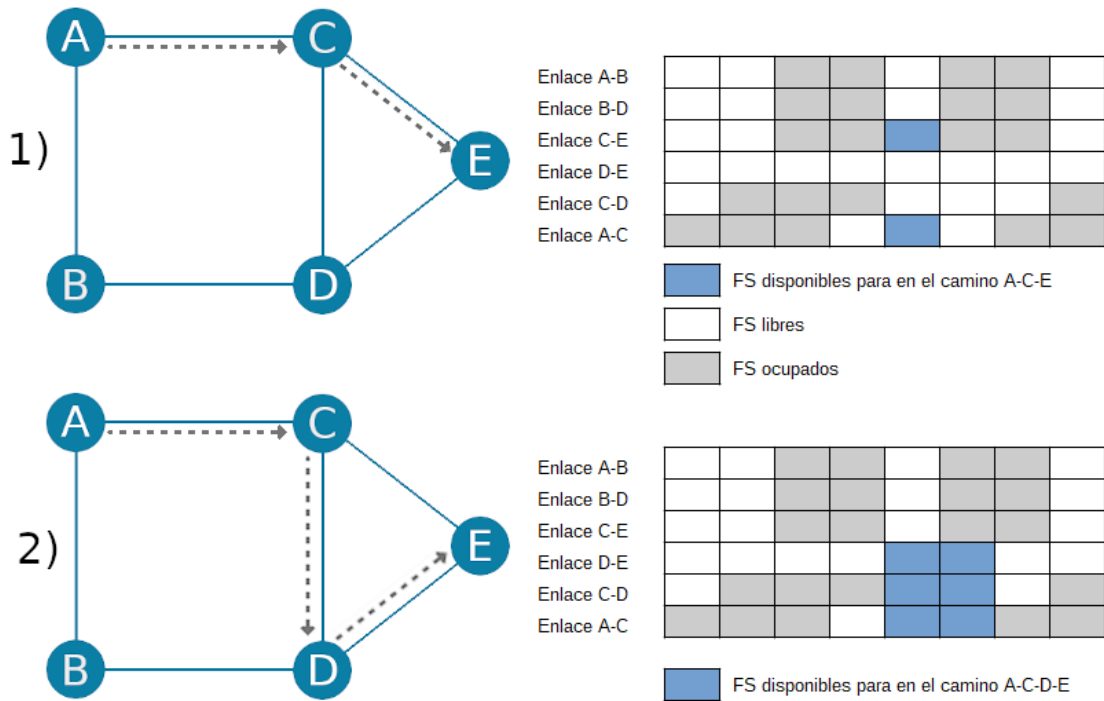 1)
A
C
E
B
D
Enlace A-B
Enlace B-D
Enlace C-E
Enlace D-E
Enlace C-D
Enlace A-C
FS disponibles para en el camino A-C-E
FS libres
FS ocupados
2)
A
C
E
B
D
Enlace A-B
Enlace B-D
Enlace C-E
Enlace D-E
Enlace C-D
Enlace A-C
FS disponibles para en el camino A-C-D-E